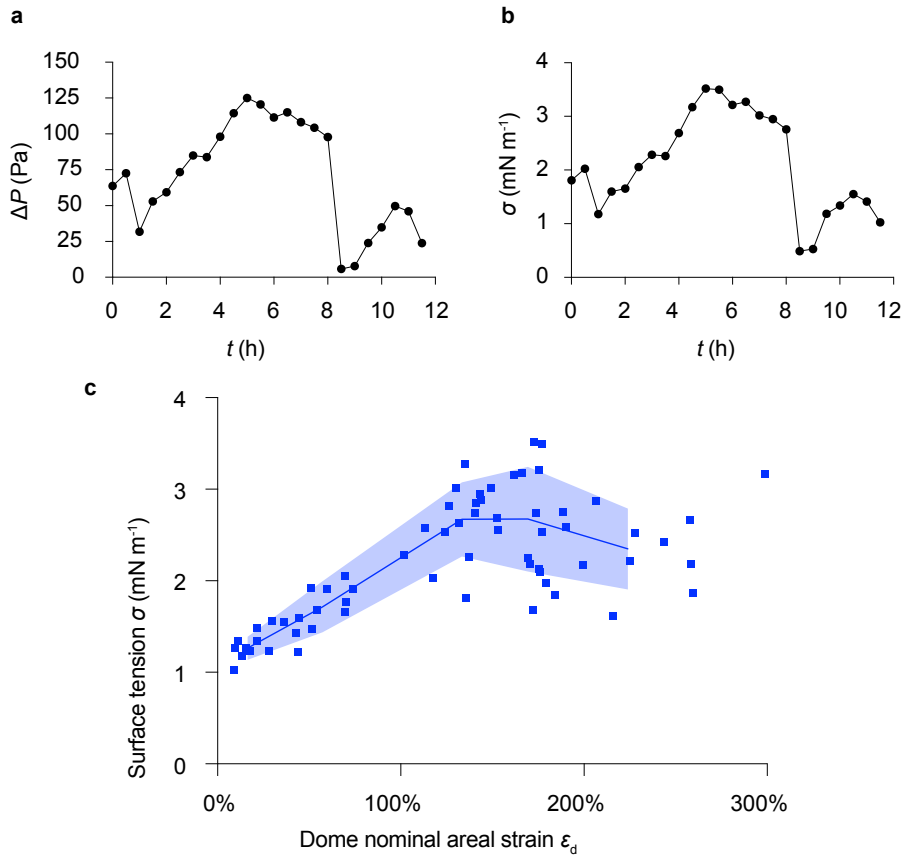 a
150
125
100
75
50
25
0
ΔP (Pa)
0 2 4 6 8 10 12
t (h)
b
4
3
2
1
0
σ (mN m⁻¹)
0 2 4 6 8 10 12
t (h)
c
4
3
2
1
0
Surface tension σ (mN m⁻¹)
0% 100% 200% 300%
Dome nominal areal strain ε_d